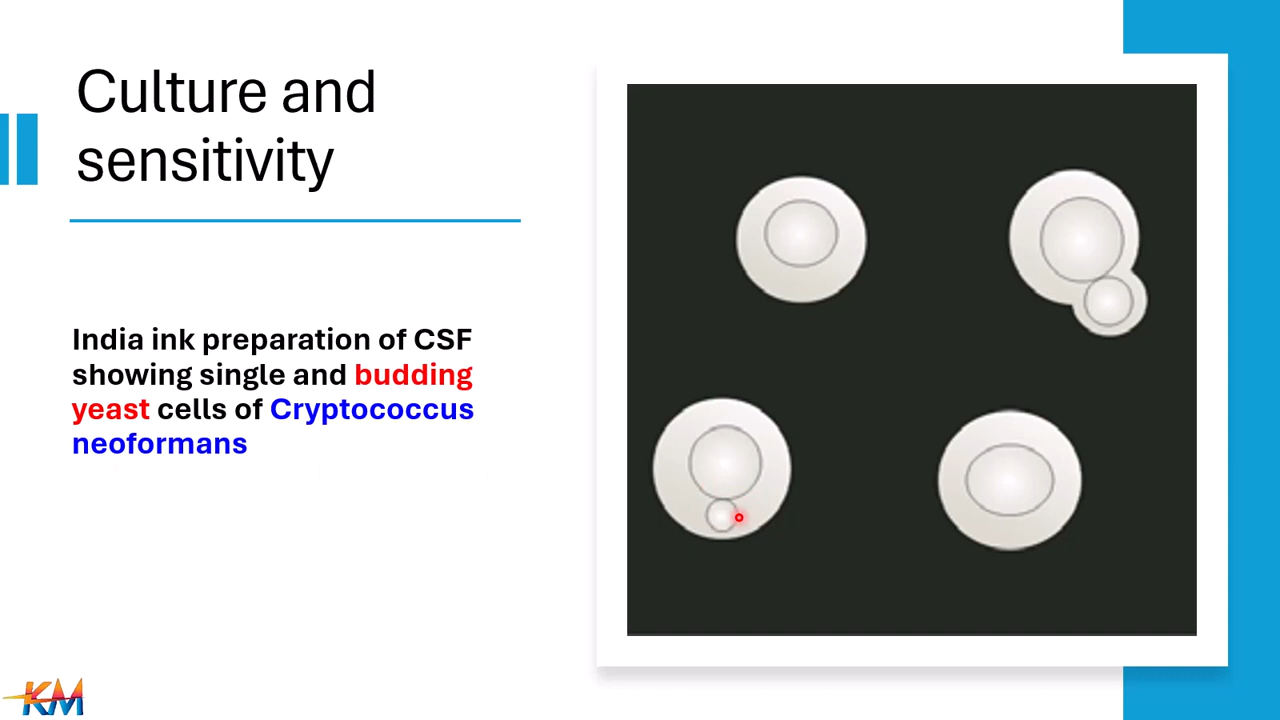 Culture and
sensitivity
India ink preparation of CSF
showing single and budding
yeast cells of Cryptococcus
neoformans
KM